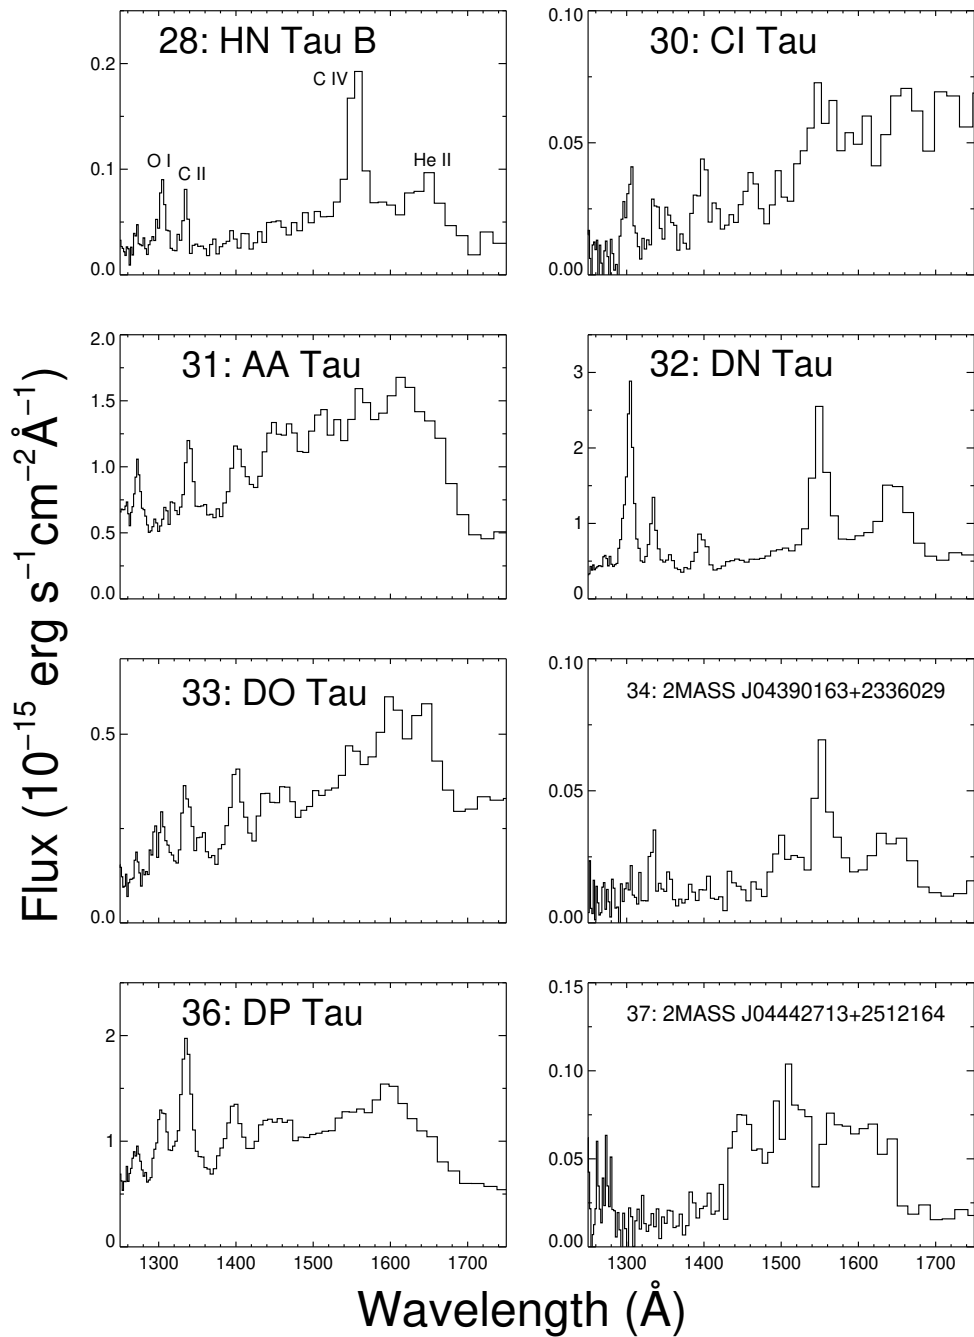 28: HN Tau B
C IV
O I
C II
He II
0.2
0.1
0.0
30: CI Tau
0.10
0.05
0.00
31: AA Tau
2.0
1.5
1.0
0.5
0.0
32: DN Tau
3
2
1
0
33: DO Tau
0.5
0.0
34: 2MASS J04390163+2336029
0.10
0.05
0.00
36: DP Tau
2
1
0
1300 1400 1500 1600 1700
37: 2MASS J04442713+2512164
0.15
0.10
0.05
0.00
1300 1400 1500 1600 1700
Flux (10⁻¹⁵ erg s⁻¹cm⁻²Å⁻¹)
Wavelength (Å)